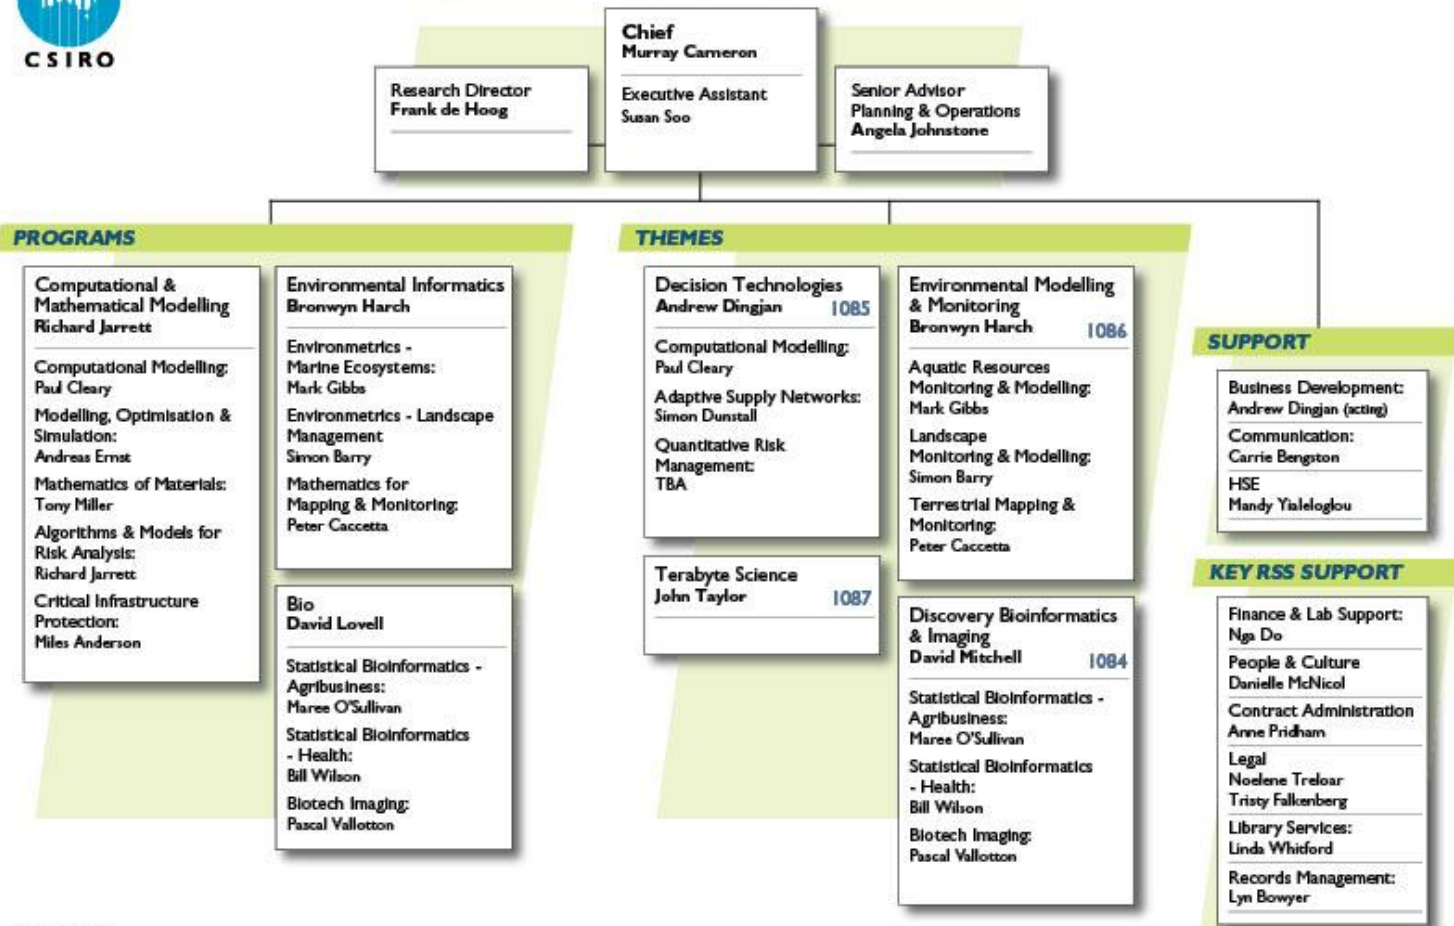 CSIRO
Chief
Murray Cameron
Executive Assistant
Susan Soo
Research Director
Frank de Hoog
Senior Advisor
Planning & Operations
Angela Johnstone
PROGRAMS
Computational &
Mathematical Modelling
Richard Jarrett
Computational Modelling:
Paul Cleary
Modelling, Optimisation &
Simulation:
Andreas Ernst
Mathematics of Materials:
Tony Miller
Algorithms & Models for
Risk Analysis:
Richard Jarrett
Critical Infrastructure
Protection:
Miles Anderson
Environmental Informatics
Bronwyn Harch
Environmetrics -
Marine Ecosystems:
Mark Gibbs
Environmetrics - Landscape
Management
Simon Barry
Mathematics for
Mapping & Monitoring:
Peter Caccetta
Bio
David Lovell
Statistical Bioinformatics -
Agribusiness:
Maree O'Sullivan
Statistical Bioinformatics
- Health:
Bill Wilson
Biotech Imaging:
Pascal Vallotton
THEMES
Decision Technologies
Andrew Dingjan 1085
Computational Modelling:
Paul Cleary
Adaptive Supply Networks:
Simon Dunstall
Quantitative Risk
Management:
TBA
Terabyte Science
John Taylor 1087
Environmental Modelling
& Monitoring
Bronwyn Harch 1086
Aquatic Resources
Monitoring & Modelling:
Mark Gibbs
Landscape
Monitoring & Modelling:
Simon Barry
Terrestrial Mapping &
Monitoring:
Peter Caccetta
Discovery Bioinformatics
& Imaging
David Mitchell 1084
Statistical Bioinformatics -
Agribusiness:
Maree O'Sullivan
Statistical Bioinformatics
- Health:
Bill Wilson
Biotech Imaging:
Pascal Vallotton
SUPPORT
Business Development:
Andrew Dingjan (acting)
Communication:
Carrie Bengston
HSE
Mandy Yialeloglou
KEY RSS SUPPORT
Finance & Lab Support:
Nga Do
People & Culture
Danielle McNicol
Contract Administration
Anne Pridham
Legal
Noelene Treloar
Tristy Falkenberg
Library Services:
Linda Whitford
Records Management:
Lyn Bowyer